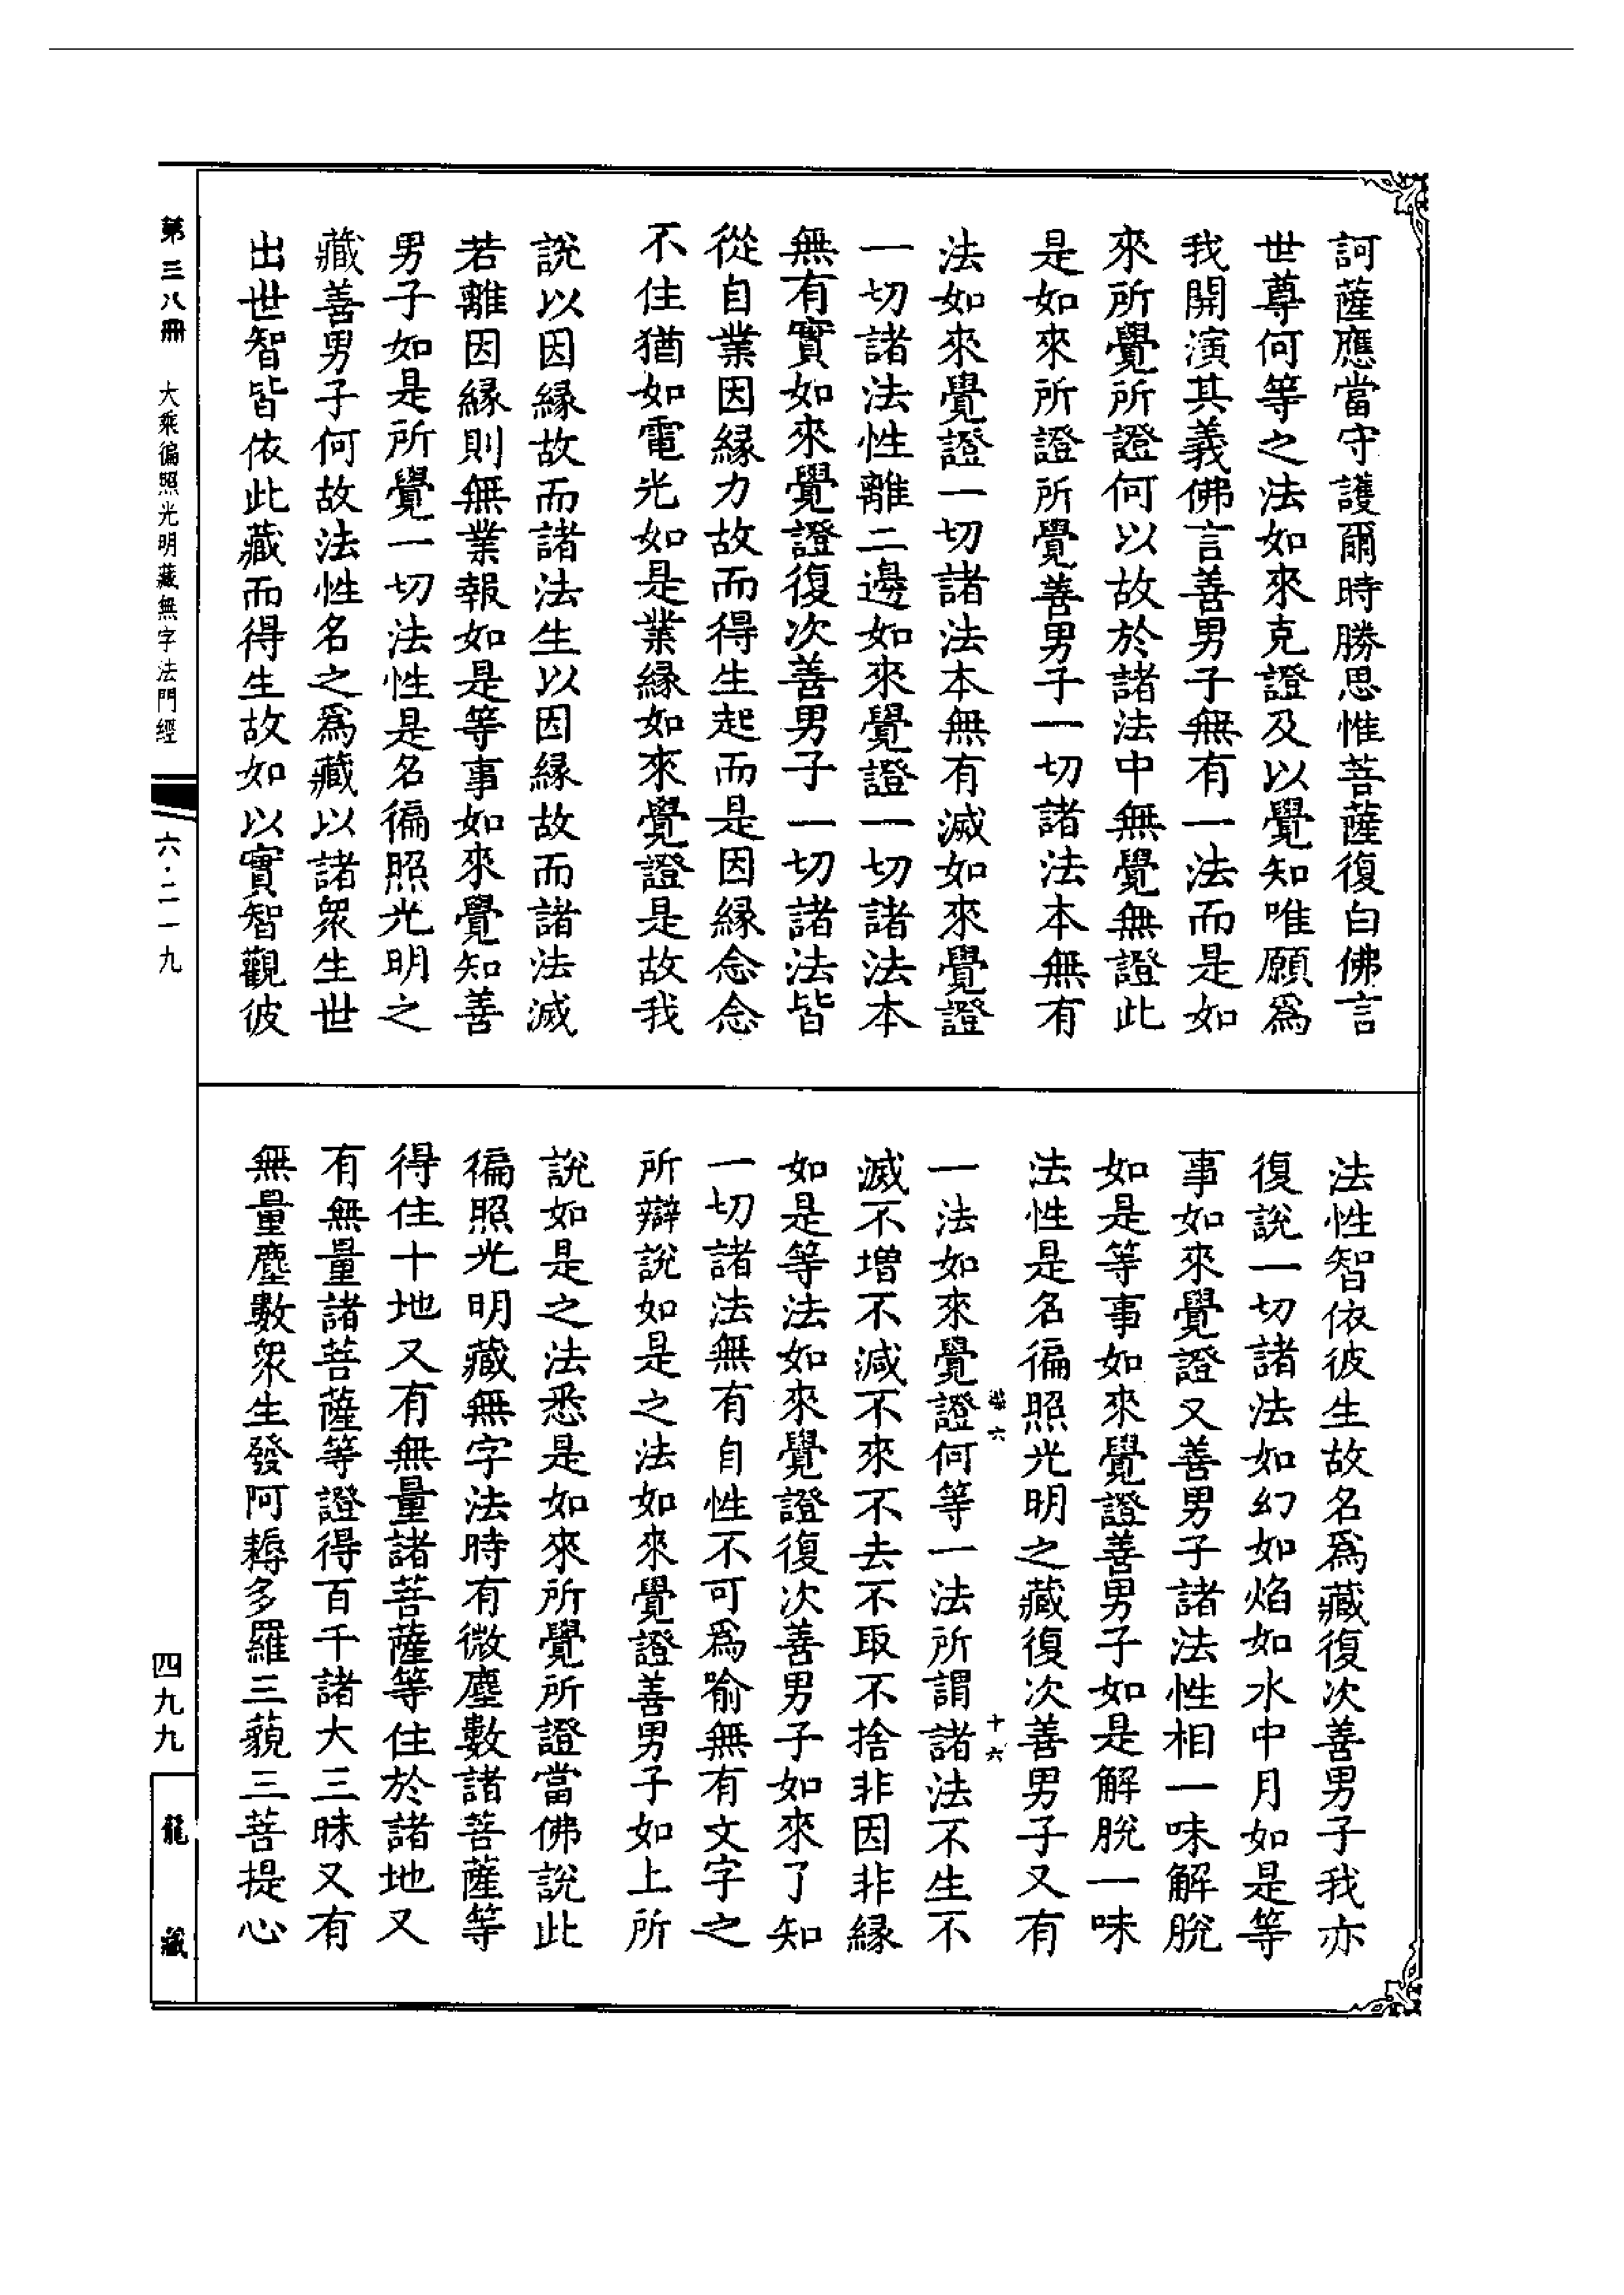 訶薩應當守護爾時勝思惟菩薩復白佛言
世尊何等之法如來克證及以覺知唯願爲
我開演其義佛言善男子無有一法而是如
來所覺所證何以故於諸法中無覺無證此
是如來所證所覺善男子一切諸法本無有
法如來覺證一切諸法本無有滅如來覺證
一切諸法性離二邊如來覺證一切諸法本
無有實如來覺證復次善男子一切諸法皆
從自業因緣力故而得生起而是因緣念念
不住猶如電光如是業緣如來覺證是故我
說以因緣故而諸法生以因緣故而諸法滅
若離因緣則無業報如是等事如來覺知善
男子如是所覺一切法性是名徧照光明之
藏善男子何故法性名之爲藏以諸衆生世
出世智皆依此藏而得生故如以實智觀彼
法性智依彼生故名爲藏復次善男子我亦
復說一切諸法如幻如焰如水中月如是等
事如來覺證又善男子諸法性相一味解脫
如是等事如來覺證善男子如是解脫一味
法性是名徧照光明之藏復次善男子又有
六 十六
一法如來覺證何等一法所謂諸法不生不
滅不增不減不來不去不取不捨非因非緣
如是等法如來覺證復次善男子如來了知
一切諸法無有自性不可爲喻無有文字之
所辯說如是之法如來覺證善男子如上所
說如是之法悉是如來所覺所證當佛說此
徧照光明藏無字法時有微塵數諸菩薩等
得住十地又有無量諸菩薩等住於諸地又
有無量諸菩薩等證得百千諸大三昧又有
無量塵數衆生發阿耨多羅三藐三菩提心
第三八冊 大乘徧照光明藏無字法門經
六·二一九
四九九
龍藏